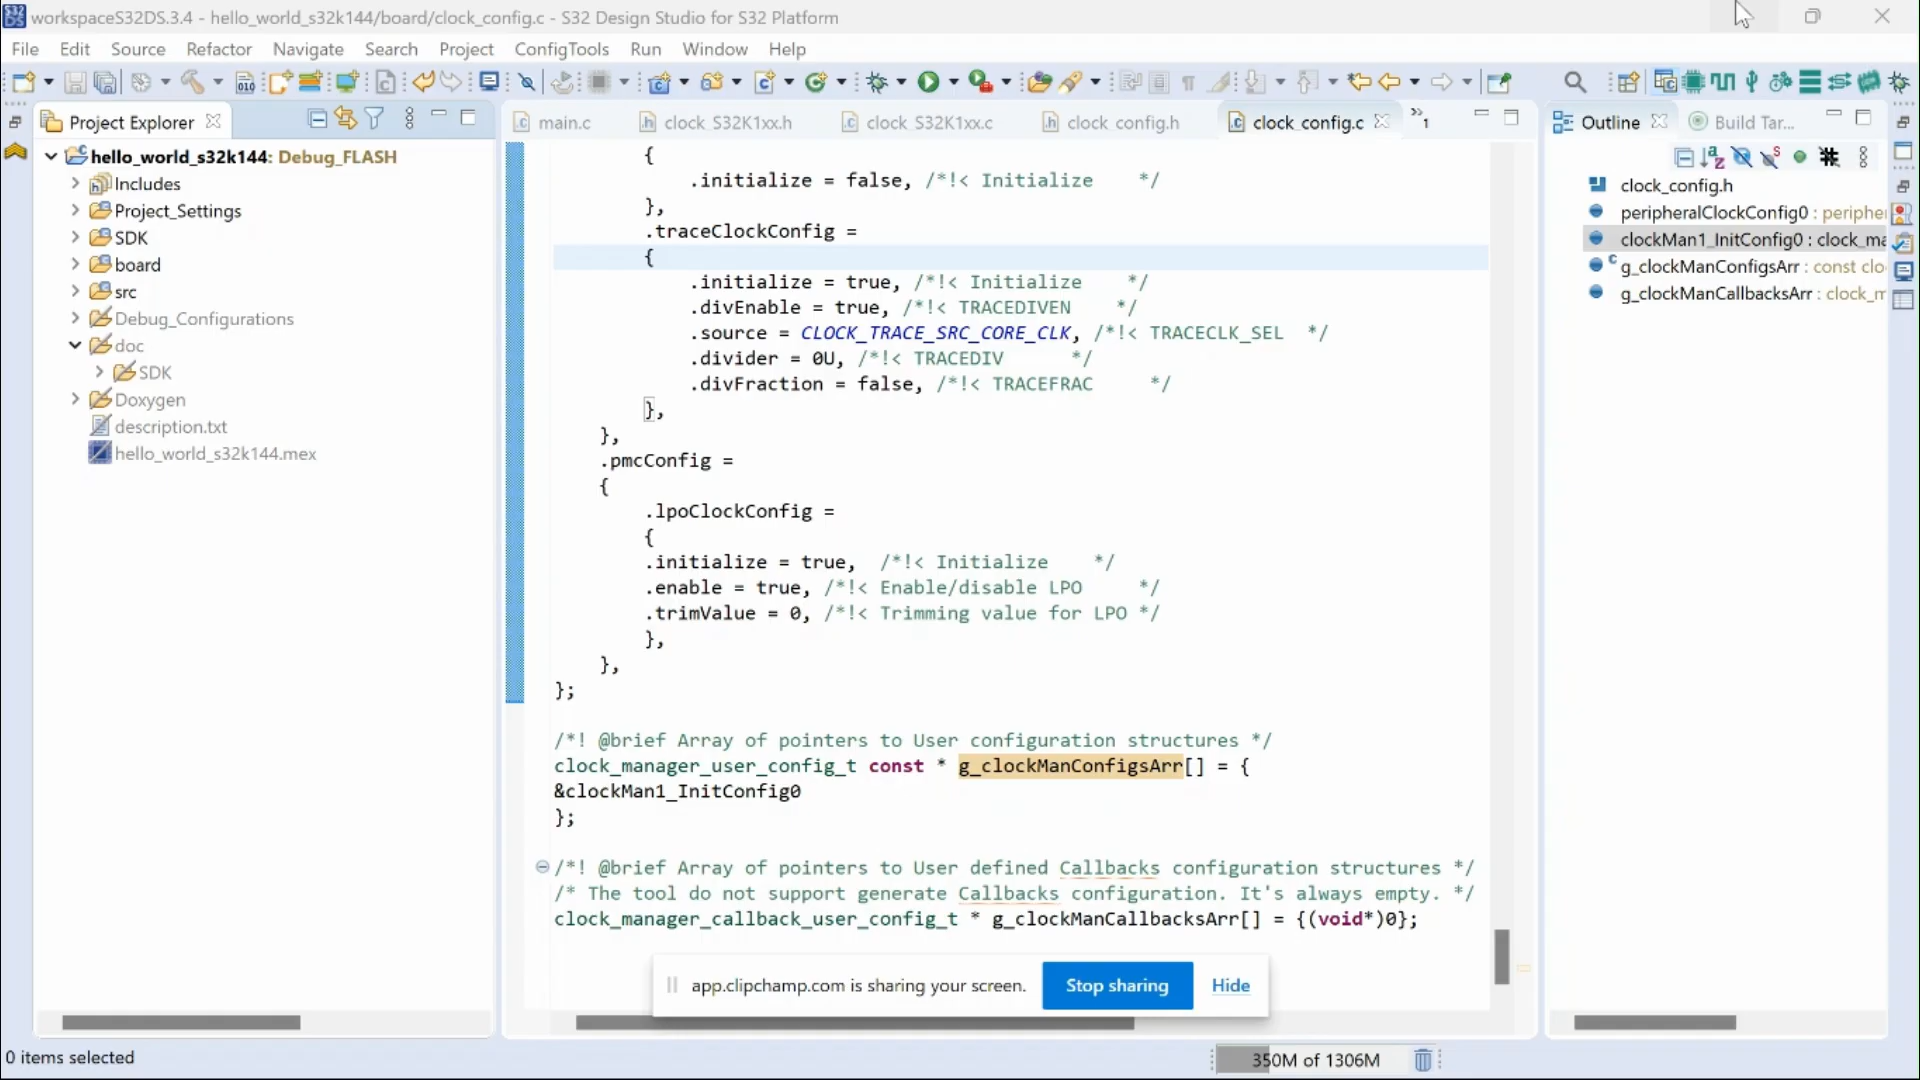 workspaceS32DS.3.4 - hello_world_s32k144/board/clock_config.c - S32 Design Studio for S32 Platform
File Edit Source Refactor Navigate Search Project ConfigTools Run Window Help
Project Explorer
hello_world_s32k144: Debug_FLASH
Includes
Project_Settings
SDK
board
src
Debug_Configurations
doc
SDK
Doxygen
description.txt
hello_world_s32k144.mex
main.c clock_S32K1xx.h clock_S32K1xx.c clock_config.h clock_config.c »1
{
.initialize = false, /*!< Initialize */
},
.traceClockConfig =
{
.initialize = true, /*!< Initialize */
.divEnable = true, /*!< TRACEDIVEN */
.source = CLOCK_TRACE_SRC_CORE_CLK, /*!< TRACECLK_SEL */
.divider = 0U, /*!< TRACEDIV */
.divFraction = false, /*!< TRACEFRAC */
},
},
.pmcConfig =
{
.lpoClockConfig =
{
.initialize = true, /*!< Initialize */
.enable = true, /*!< Enable/disable LPO */
.trimValue = 0, /*!< Trimming value for LPO */
},
},
};
/*! @brief Array of pointers to User configuration structures */
clock_manager_user_config_t const * g_clockManConfigsArr[] = {
&clockMan1_InitConfig0
};
/*! @brief Array of pointers to User defined Callbacks configuration structures */
/* The tool do not support generate Callbacks configuration. It's always empty. */
clock_manager_callback_user_config_t * g_clockManCallbacksArr[] = {(void*)0};
Outline Build Tar...
clock_config.h
peripheralClockConfig0 : periphe
clockMan1_InitConfig0 : clock_ma
g_clockManConfigsArr : const clo
g_clockManCallbacksArr : clock_m
app.clipchamp.com is sharing your screen. Stop sharing Hide
0 items selected
350M of 1306M